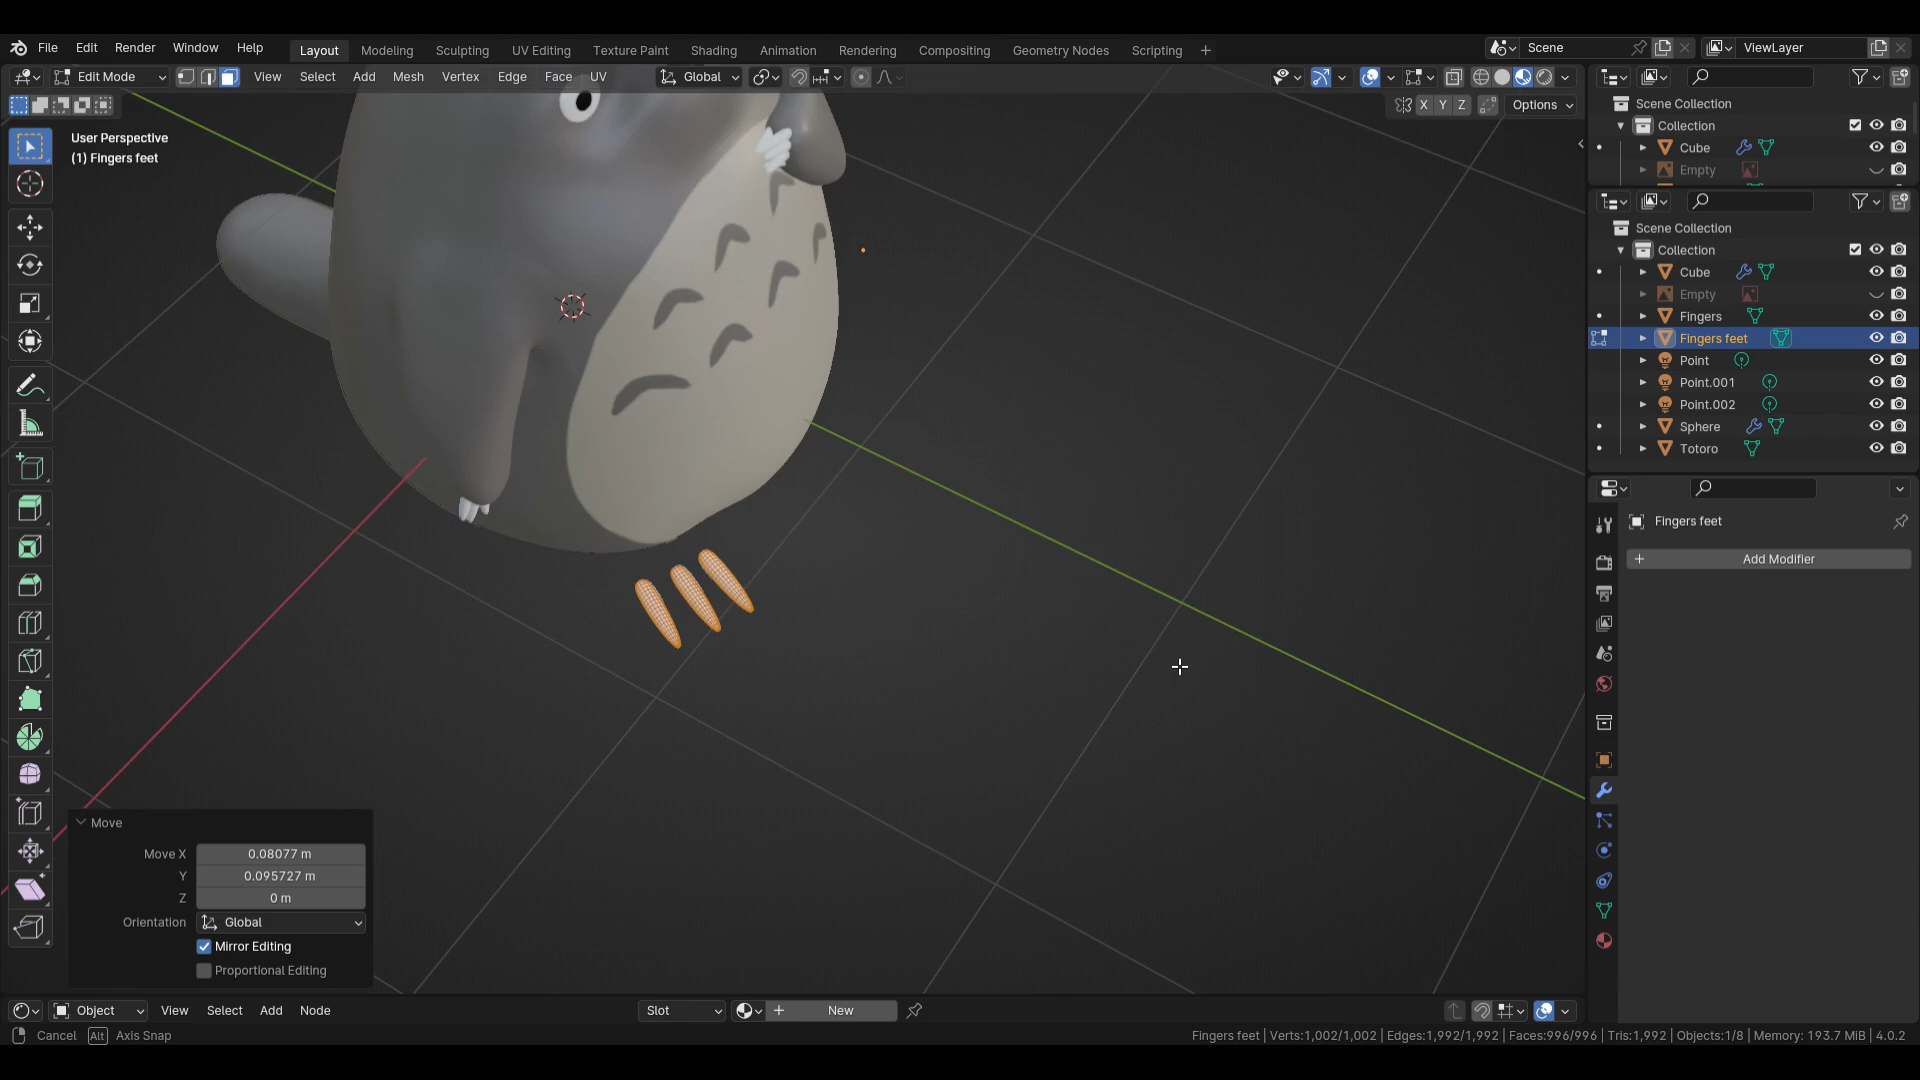 File Edit Render Window Help Layout Modeling Sculpting UV Editing Texture Paint Shading Animation Rendering Compositing Geometry Nodes Scripting + Scene ViewLayer
Edit Mode View Select Add Mesh Vertex Edge Face UV Global
X Y Z Options
User Perspective
(1) Fingers feet
Scene Collection
Collection
Cube
Empty
Scene Collection
Collection
Cube
Empty
Fingers
Fingers feet
Point
Point.001
Point.002
Sphere
Totoro
Fingers feet
+ Add Modifier
Move
Move X 0.08077 m
Y 0.095727 m
Z 0 m
Orientation Global
Mirror Editing
Proportional Editing
Object View Select Add Node Slot + New
Cancel Alt Axis Snap Fingers feet | Verts:1,002/1,002 | Edges:1,992/1,992 | Faces:996/996 | Tris:1,992 | Objects:1/8 | Memory: 193.7 MiB | 4.0.2